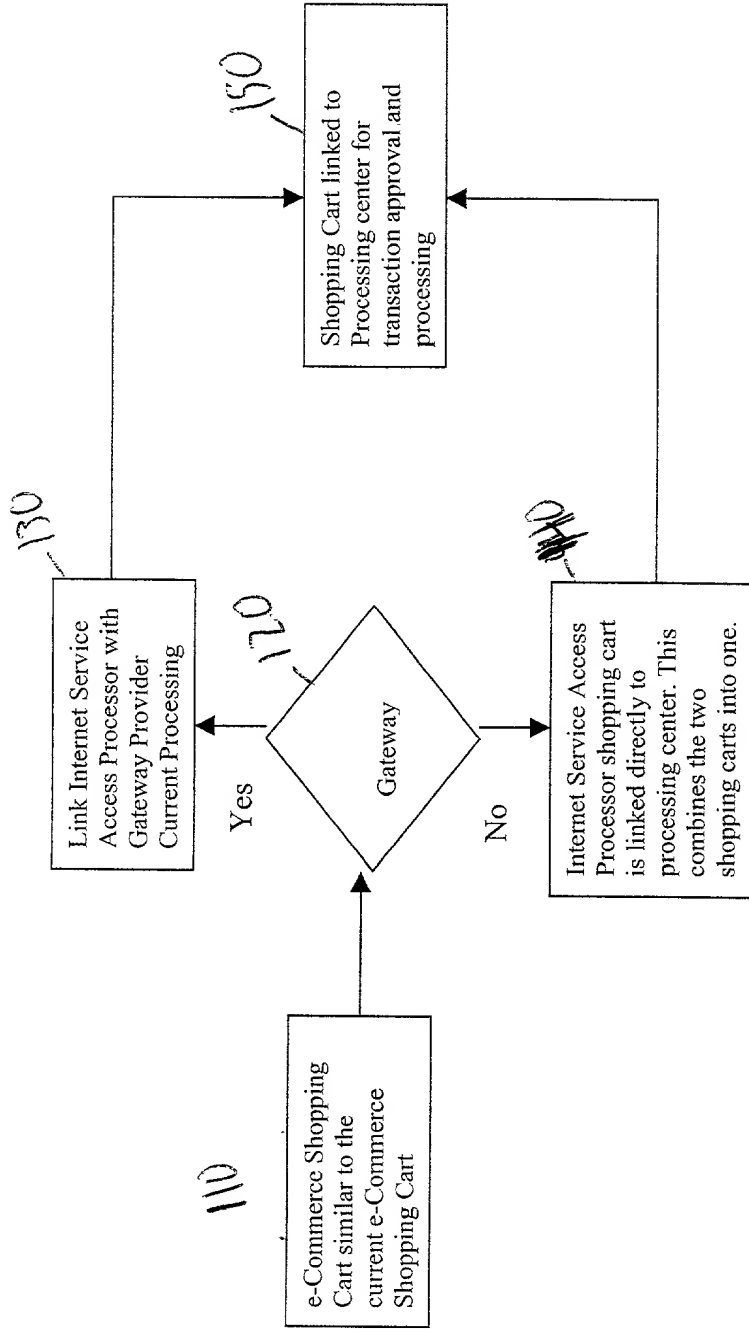 110
e-Commerce Shopping
Cart similar to the
current e-Commerce
Shopping Cart
120
Gateway
Yes
No
130
Link Internet Service
Access Processor with
Gateway Provider
Current Processing
Internet Service Access
Processor shopping cart
is linked directly to
processing center. This
combines the two
shopping carts into one.
150
Shopping Cart linked to
Processing center for
transaction approval and
processing